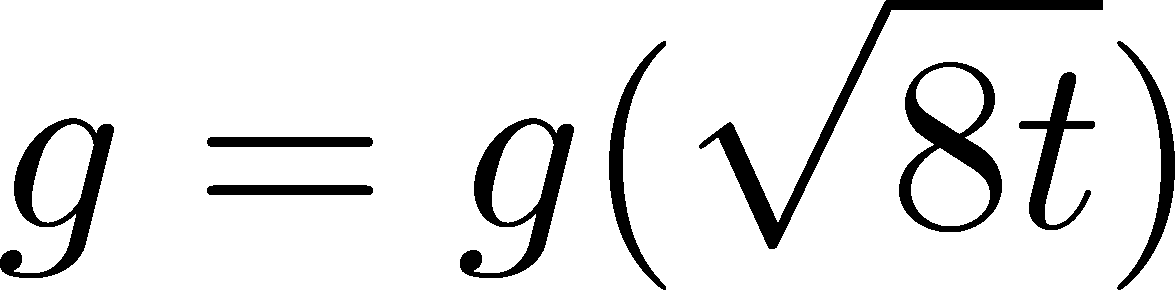 g = g(√8t)